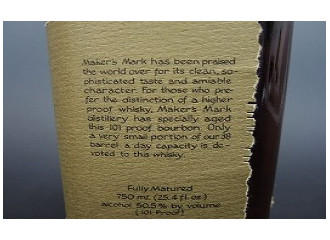 Maker's Mark has been praised
the world over for its clean, so-
phisticated taste and amiable
character. For those who pre-
fer the distinction of a higher
proof whisky, Maker's Mark
distillery has specially aged
this 101 proof bourbon. Only
a very small portion of our 38
barrel a day capacity is de-
voted to this whisky.
Fully Matured
750 ml (25.4 fl. oz.)
alcohol 50.5% by volume
(101 Proof)